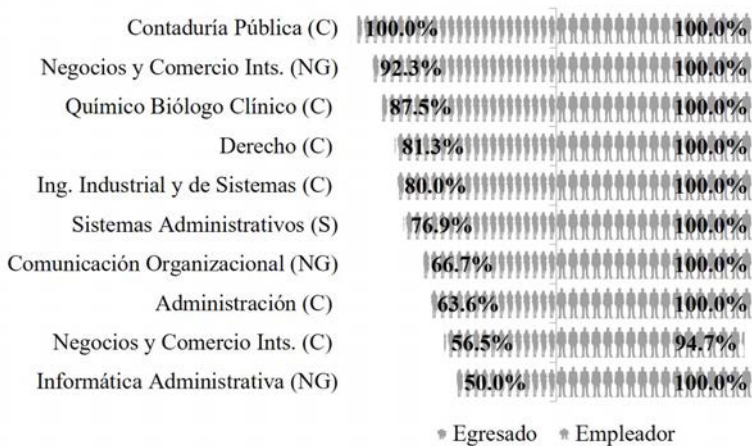 Contaduría Pública (C) 100.0% 100.0%
Negocios y Comercio Ints. (NG) 92.3% 100.0%
Químico Biólogo Clínico (C) 87.5% 100.0%
Derecho (C) 81.3% 100.0%
Ing. Industrial y de Sistemas (C) 80.0% 100.0%
Sistemas Administrativos (S) 76.9% 100.0%
Comunicación Organizacional (NG) 66.7% 100.0%
Administración (C) 63.6% 100.0%
Negocios y Comercio Ints. (C) 56.5% 94.7%
Informática Administrativa (NG) 50.0% 100.0%
Egresado Empleador